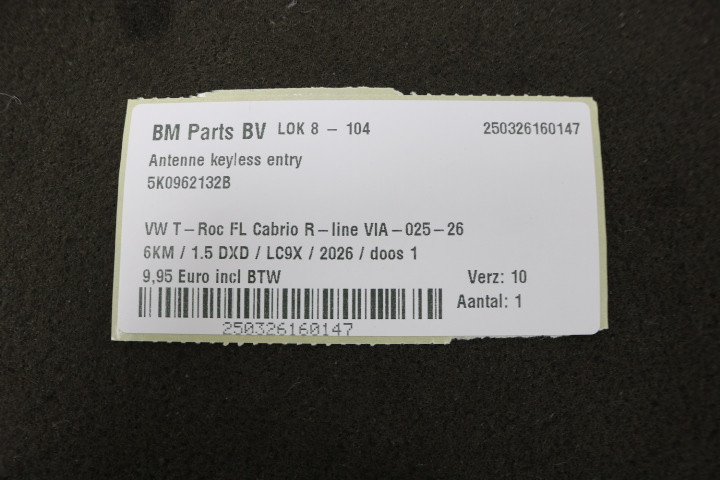 BM Parts BV LOK 8 - 104 250326160147
Antenne keyless entry
5K0962132B
VW T-Roc FL Cabrio R-line VIA-025-26
6KM / 1.5 DXD / LC9X / 2026 / doos 1
9,95 Euro incl BTW Verz: 10
Aantal: 1
250326160147